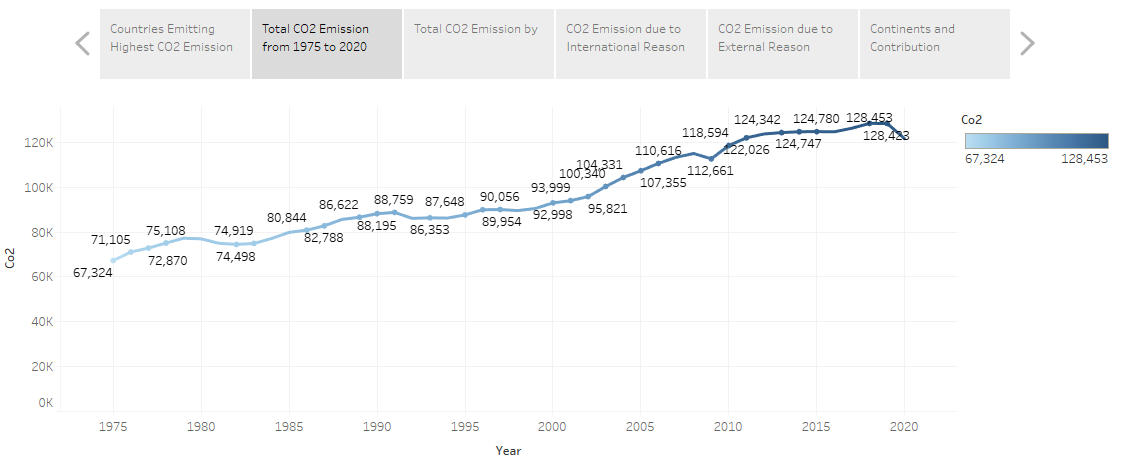 Countries Emitting
Highest CO2 Emission
Total CO2 Emission
from 1975 to 2020
Total CO2 Emission by
CO2 Emission due to
International Reason
CO2 Emission due to
External Reason
Continents and
Contribution
Co2
67,324
128,453
Co2
120K
100K
80K
60K
40K
20K
0K
67,324
71,105
75,108
72,870
74,919
74,498
80,844
82,788
86,622
88,195
88,759
86,353
87,648
90,056
89,954
93,999
92,998
95,821
100,340
104,331
107,355
110,616
112,661
118,594
122,026
124,342
124,747
124,780
128,453
128,423
1975
1980
1985
1990
1995
2000
2005
2010
2015
2020
Year